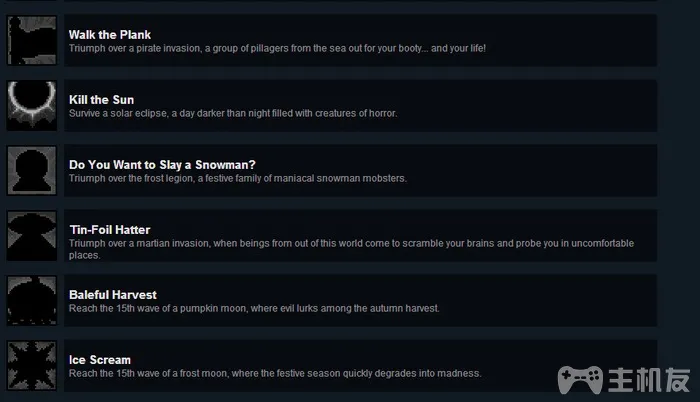 Walk the Plank
Triumph over a pirate invasion, a group of pillagers from the sea out for your booty... and your life!
Kill the Sun
Survive a solar eclipse, a day darker than night filled with creatures of horror.
Do You Want to Slay a Snowman?
Triumph over the frost legion, a festive family of maniacal snowman mobsters.
Tin-Foil Hatter
Triumph over a martian invasion, when beings from out of this world come to scramble your brains and probe you in uncomfortable
places.
Baleful Harvest
Reach the 15th wave of a pumpkin moon, where evil lurks among the autumn harvest.
Ice Scream
Reach the 15th wave of a frost moon, where the festive season quickly degrades into madness.
主机友